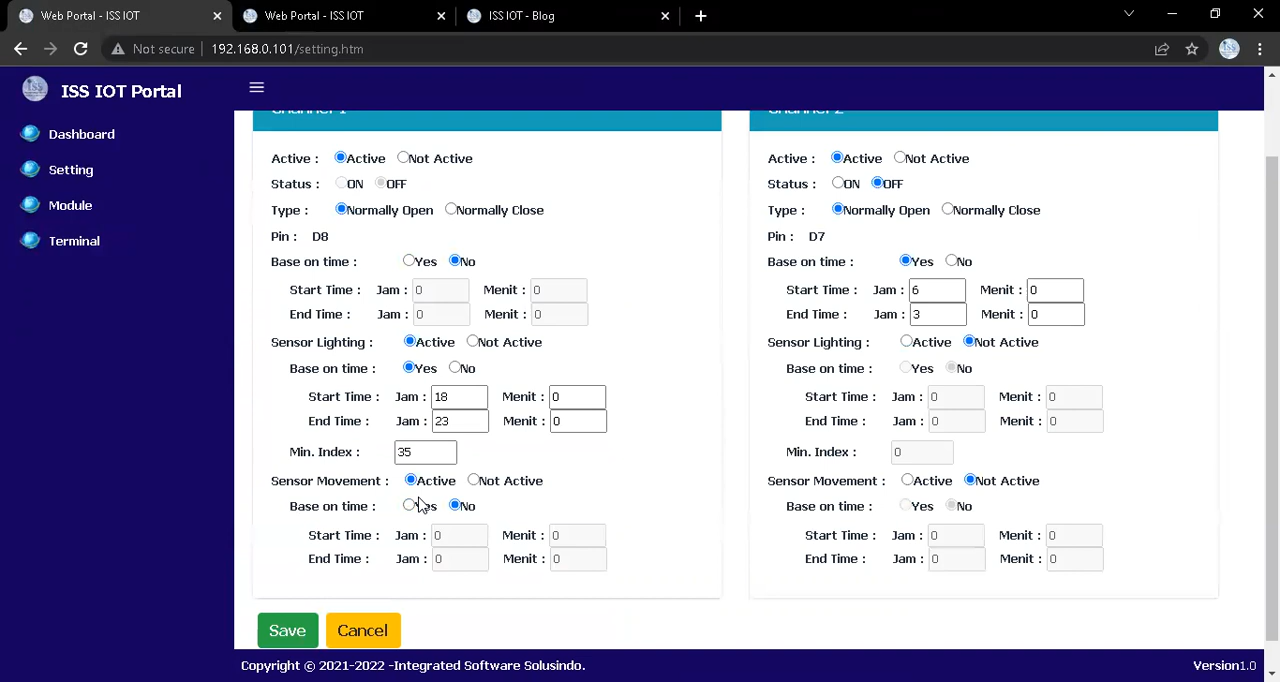 Web Portal - ISS IOT
Web Portal - ISS IOT
ISS IOT - Blog
Not secure 192.168.0.101/setting.htm
ISS IOT Portal
Dashboard
Setting
Module
Terminal
Channel 1
Active : Active Not Active
Status : ON OFF
Type : Normally Open Normally Close
Pin : D8
Base on time : Yes No
Start Time : Jam : 0 Menit : 0
End Time : Jam : 0 Menit : 0
Sensor Lighting : Active Not Active
Base on time : Yes No
Start Time : Jam : 18 Menit : 0
End Time : Jam : 23 Menit : 0
Min. Index : 35
Sensor Movement : Active Not Active
Base on time : Yes No
Start Time : Jam : 0 Menit : 0
End Time : Jam : 0 Menit : 0
Channel 2
Active : Active Not Active
Status : ON OFF
Type : Normally Open Normally Close
Pin : D7
Base on time : Yes No
Start Time : Jam : 6 Menit : 0
End Time : Jam : 3 Menit : 0
Sensor Lighting : Active Not Active
Base on time : Yes No
Start Time : Jam : 0 Menit : 0
End Time : Jam : 0 Menit : 0
Min. Index : 0
Sensor Movement : Active Not Active
Base on time : Yes No
Start Time : Jam : 0 Menit : 0
End Time : Jam : 0 Menit : 0
Save Cancel
Copyright © 2021-2022 -Integrated Software Solusindo. Version1.0